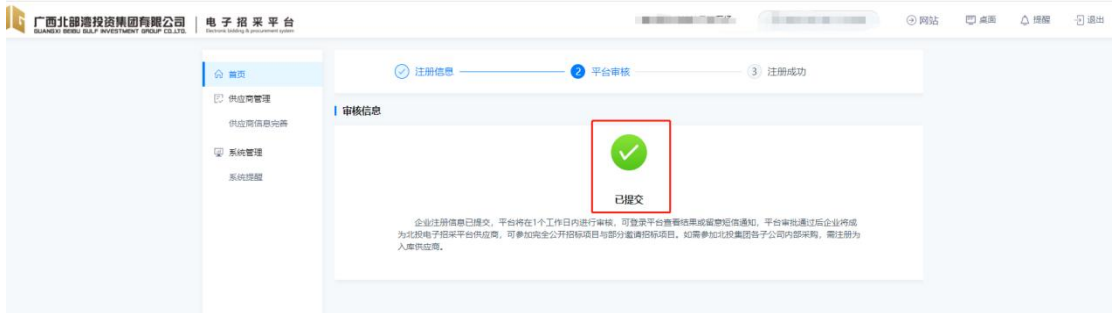 广西北部湾投资集团有限公司
GUANGXI BEIBU GULF INVESTMENT GROUP CO.,LTD.
电子招采平台
Electronic bidding & procurement system
网站
桌面
提醒
退出
首页
供应商管理
供应商信息完善
系统管理
系统提醒
注册信息
2 平台审核
3 注册成功
审核信息
已提交
企业注册信息已提交，平台将在1个工作日内进行审核，可登录平台查看结果或留意短信通知，平台审批通过后企业将成
为北投电子招采平台供应商，可参加完全公开招标项目与部分邀请招标项目。如需参加北投集团各子公司内部采购，需注册为
入库供应商。